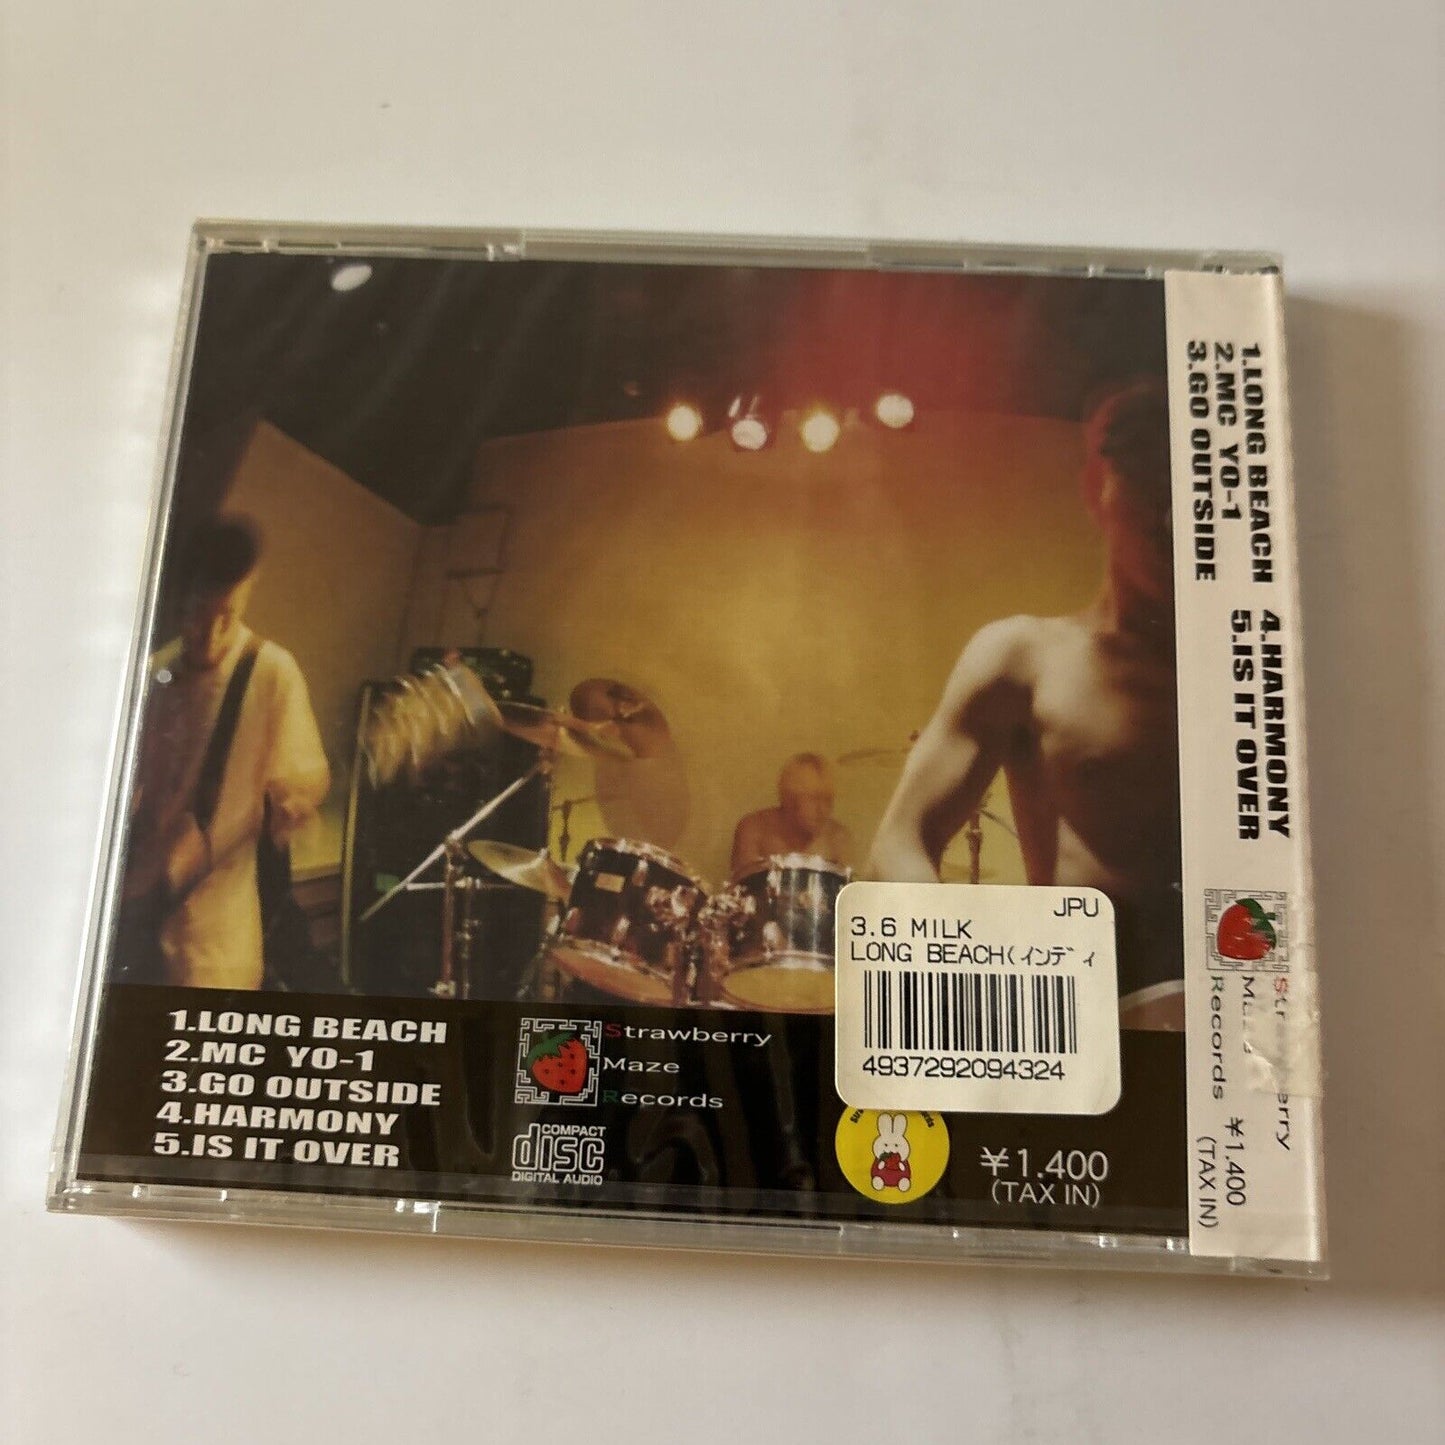 1.LONG BEACH
2.MC YO-1
3.GO OUTSIDE
4.HARMONY
5.IS IT OVER
Strawberry
Maze
Records
COMPACT
disc
DIGITAL AUDIO
JPU
3.6 MILK
LONG BEACH(ｲﾝﾃﾞｨ
4937292094324
¥1.400
(TAX IN)
1.LONG BEACH
2.MC YO-1
3.GO OUTSIDE
4.HARMONY
5.IS IT OVER
Strawberry
Maze
Records
¥1.400
(TAX IN)